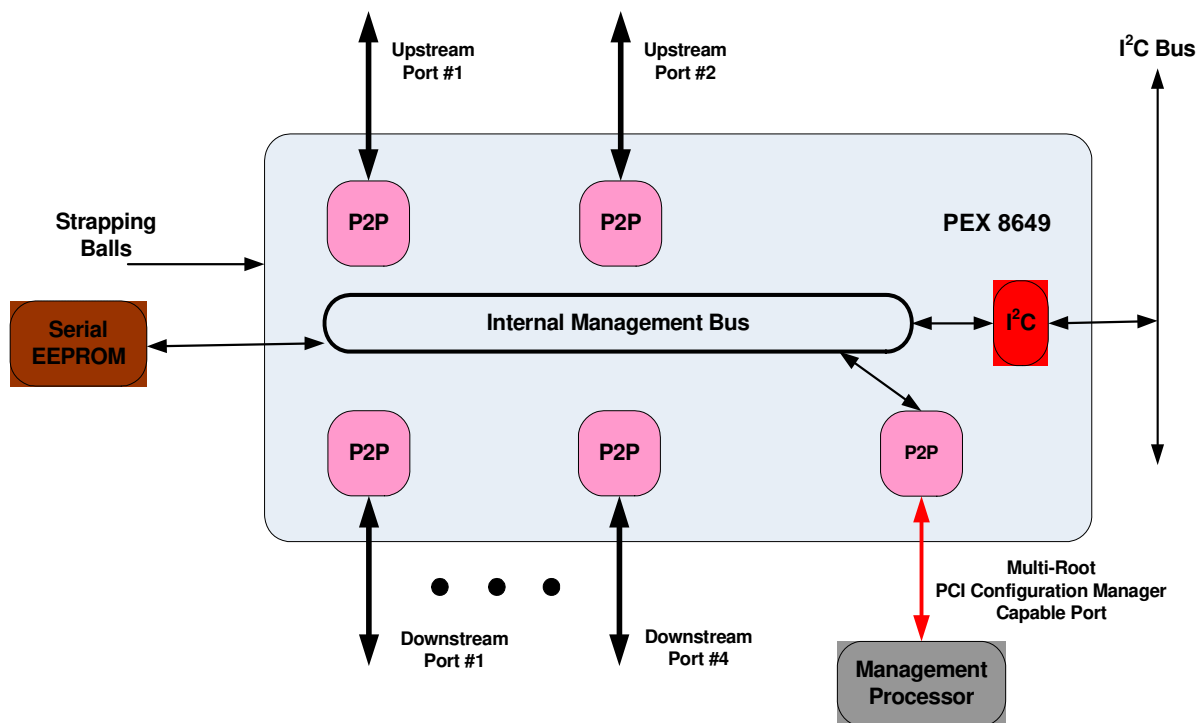 Upstream
Port #1
Upstream
Port #2
I²C Bus
P2P
P2P
PEX 8649
Strapping
Balls
Internal Management Bus
I²C
Serial
EEPROM
P2P
P2P
P2P
Multi-Root
PCI Configuration Manager
Capable Port
Downstream
Port #1
Downstream
Port #4
Management
Processor